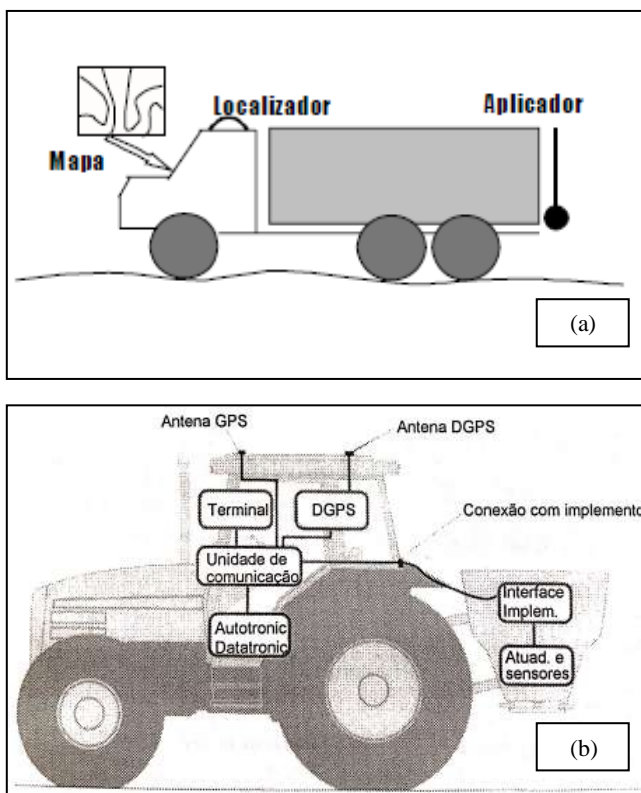 Localizador
Aplicador
Mapa
(a)
Antena GPS
Antena DGPS
Conexão com implemento
Terminal
DGPS
Unidade de
comunicação
Interface
Implem.
Autotronic
Datatronic
Atuad. e
sensores
(b)